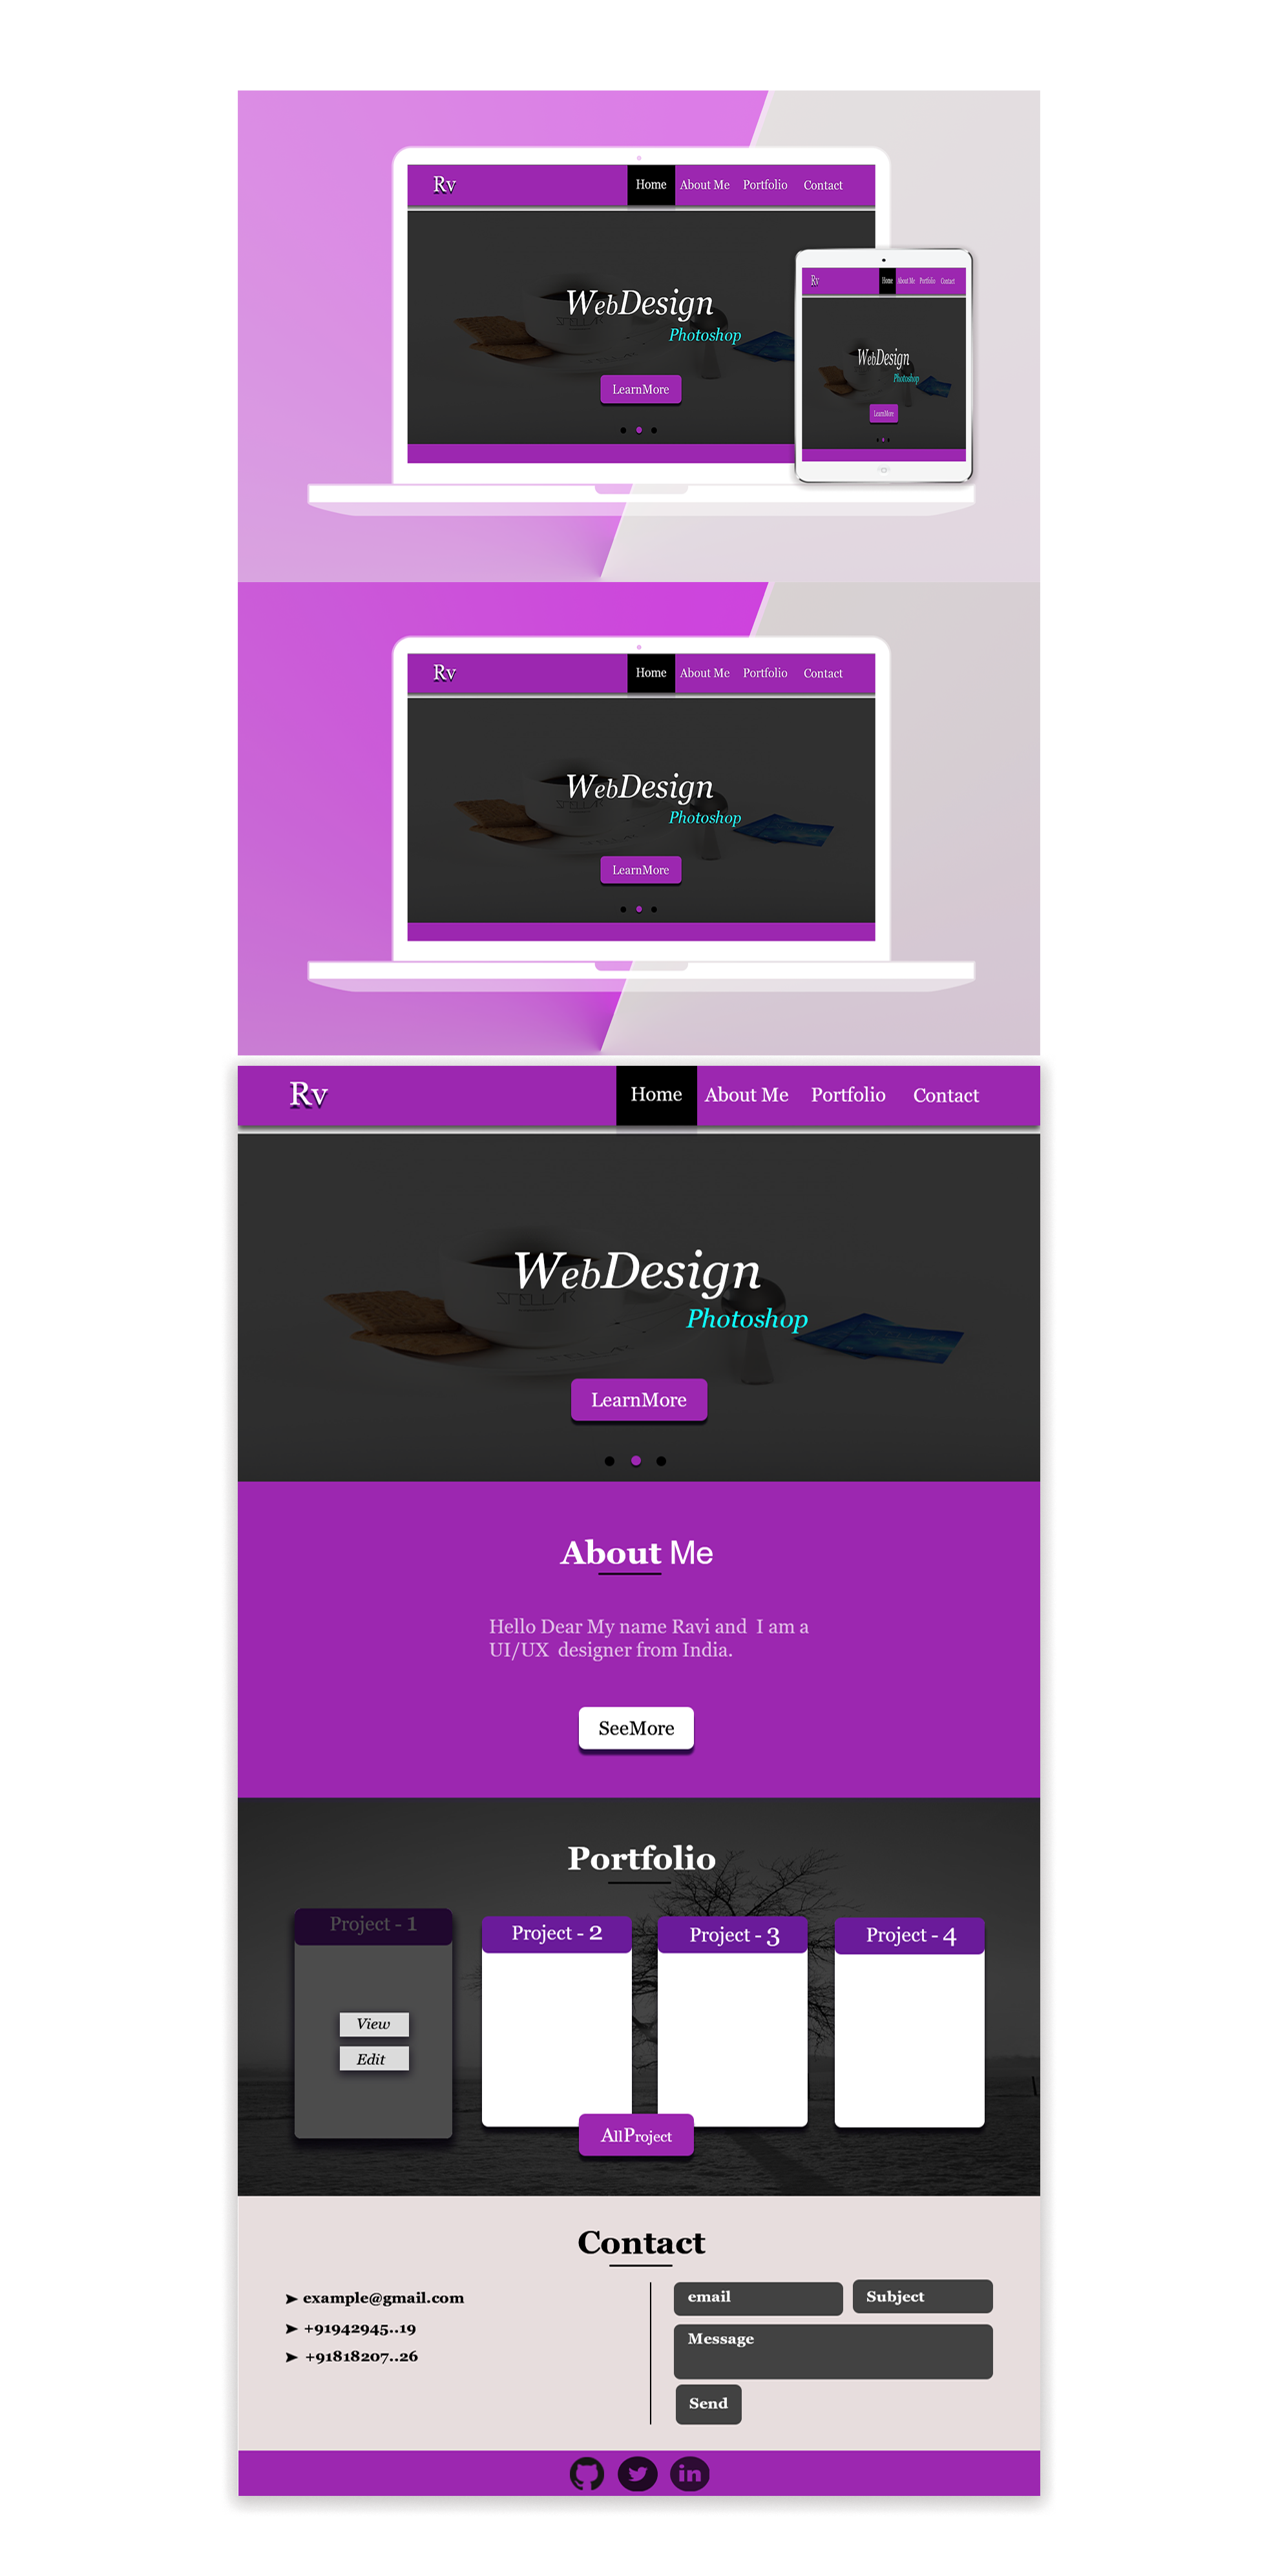 Rv Home About Me Portfolio Contact
WebDesign
Photoshop
LearnMore
Rv Home About Me Portfolio Contact
WebDesign
Photoshop
LearnMore
Rv Home About Me Portfolio Contact
WebDesign
Photoshop
LearnMore
Rv Home About Me Portfolio Contact
WebDesign
STELLAR
Photoshop
STELLAR
LearnMore
About Me
Hello Dear My name Ravi and I am a
UI/UX designer from India.
SeeMore
Portfolio
Project - 1 Project - 2 Project - 3 Project - 4
View
Edit
AllProject
Contact
example@gmail.com
+91942945..19
+91818207..26
email Subject
Message
Send
in